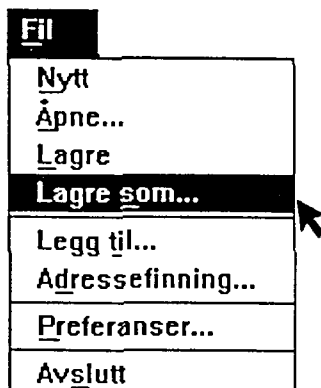 Fil
Nytt
Åpne...
Lagre
Lagre som...
Legg til...
Adressefinning...
Preferanser...
Avslutt